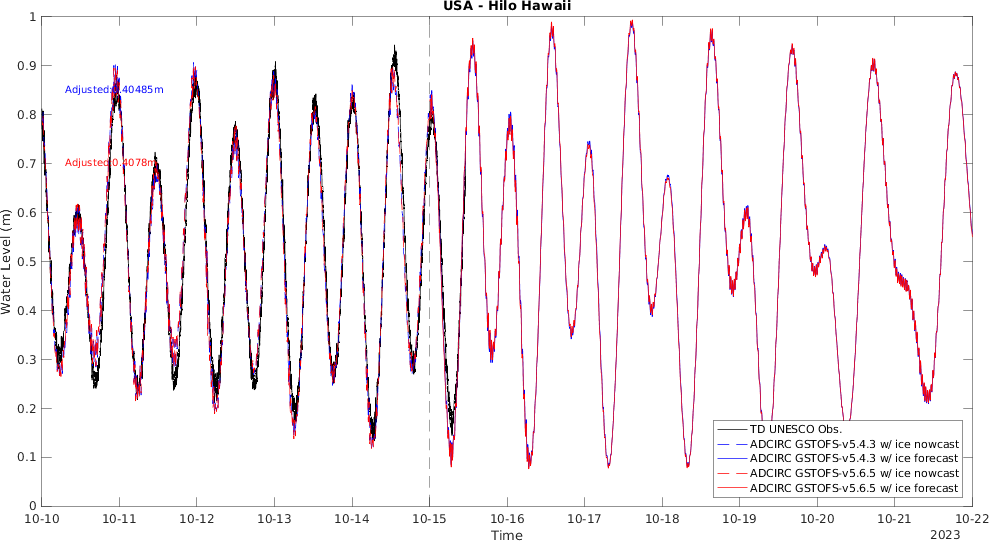 USA - Hilo Hawaii
1
0.9
0.8
0.7
0.6
0.5
0.4
0.3
0.2
0.1
0
Water Level (m)
Adjusted:0.40485m
Adjusted:0.4078m
TD UNESCO Obs.
ADCIRC GSTOFS-v5.4.3 w/ ice nowcast
ADCIRC GSTOFS-v5.4.3 w/ ice forecast
ADCIRC GSTOFS-v5.6.5 w/ ice nowcast
ADCIRC GSTOFS-v5.6.5 w/ ice forecast
10-10 10-11 10-12 10-13 10-14 10-15 10-16 10-17 10-18 10-19 10-20 10-21 10-22
Time
2023